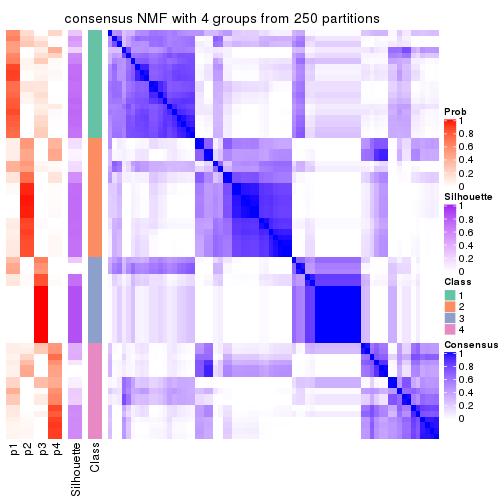 consensus NMF with 4 groups from 250 partitions
Prob
1
0.8
0.6
0.4
0.2
0
Silhouette
1
0.8
0.6
0.4
0.2
0
Class
1
2
3
4
Consensus
1
0.8
0.6
0.4
0.2
0
p1
p2
p3
p4
Silhouette
Class